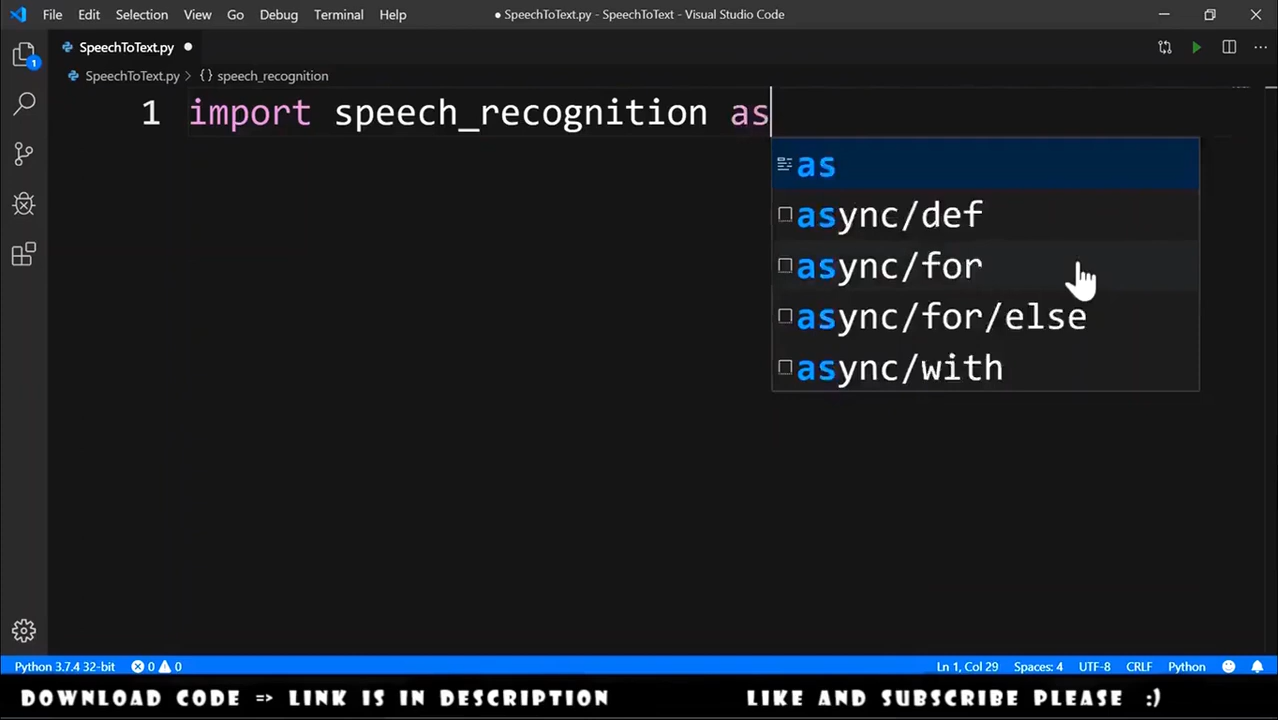 File Edit Selection View Go Debug Terminal Help ● SpeechToText.py - SpeechToText - Visual Studio Code
SpeechToText.py ●
SpeechToText.py > {} speech_recognition
1 import speech_recognition as
as
async/def
async/for
async/for/else
async/with
1
Python 3.7.4 32-bit 0 0 Ln 1, Col 29 Spaces: 4 UTF-8 CRLF Python
DOWNLOAD CODE => LINK IS IN DESCRIPTION LIKE AND SUBSCRIBE PLEASE :)